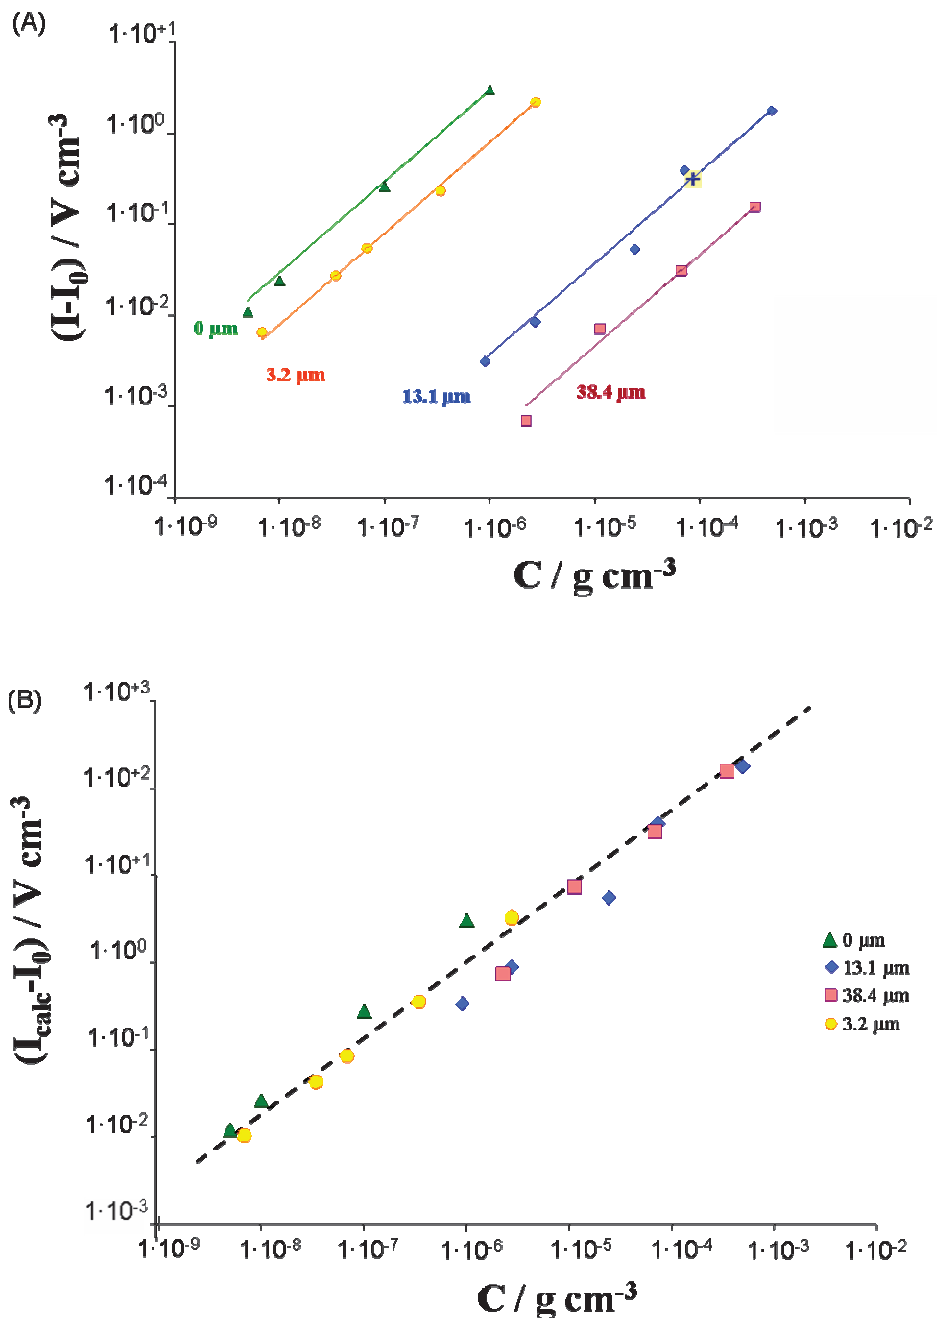 (A)
1·10+1
1·10⁰
1·10-1
1·10-2
1·10-3
1·10-4
(I-I₀) / V cm-3
0 µm
3.2 µm
13.1 µm
38.4 µm
1·10-9 1·10-8 1·10-7 1·10-6 1·10-5 1·10-4 1·10-3 1·10-2
C / g cm-3
(B)
1·10+3
1·10+2
1·10+1
1·10⁰
1·10-1
1·10-2
1·10-3
(Icalc-I₀) / V cm-3
0 µm
13.1 µm
38.4 µm
3.2 µm
1·10-9 1·10-8 1·10-7 1·10-6 1·10-5 1·10-4 1·10-3 1·10-2
C / g cm-3